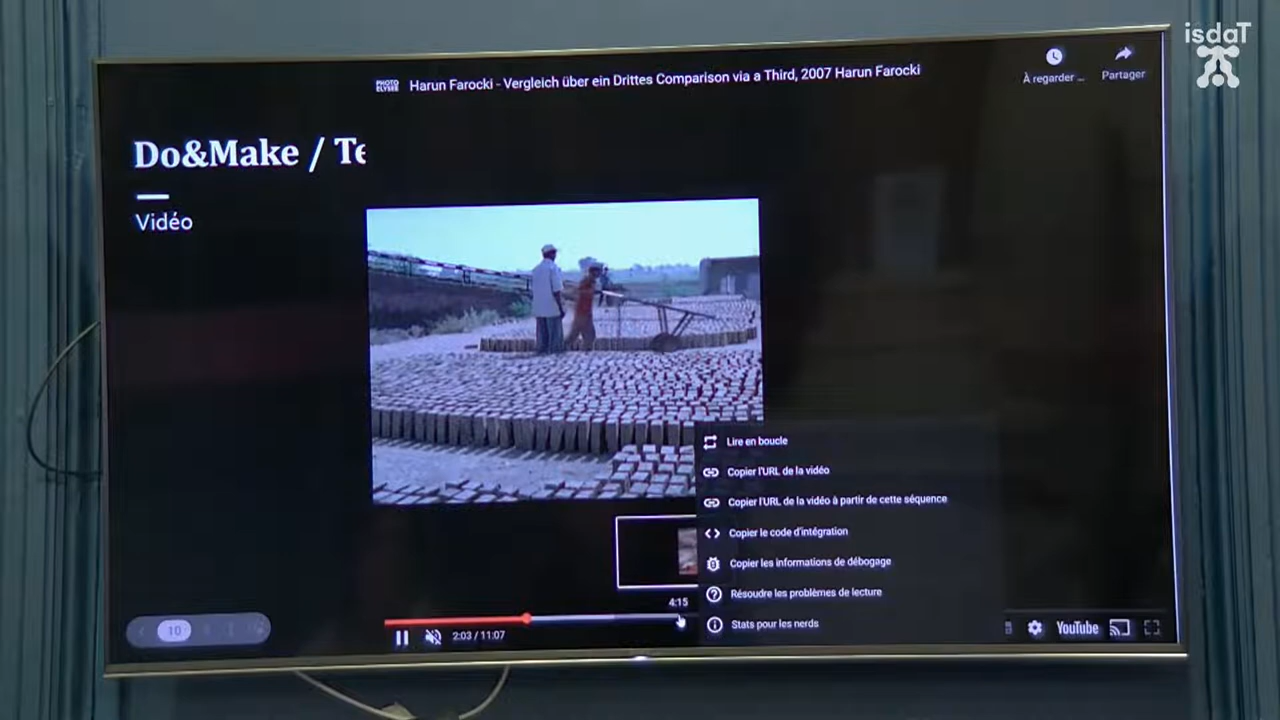 isdaT
PHOTO
ELYSEE
Harun Farocki - Vergleich über ein Drittes Comparison via a Third, 2007 Harun Farocki
À regarder ...
Partager
Do&Make / Te
Vidéo
Lire en boucle
Copier l'URL de la vidéo
Copier l'URL de la vidéo à partir de cette séquence
Copier le code d'intégration
Copier les informations de débogage
Résoudre les problèmes de lecture
Stats pour les nerds
4:15
10
2:03 / 11:07
YouTube